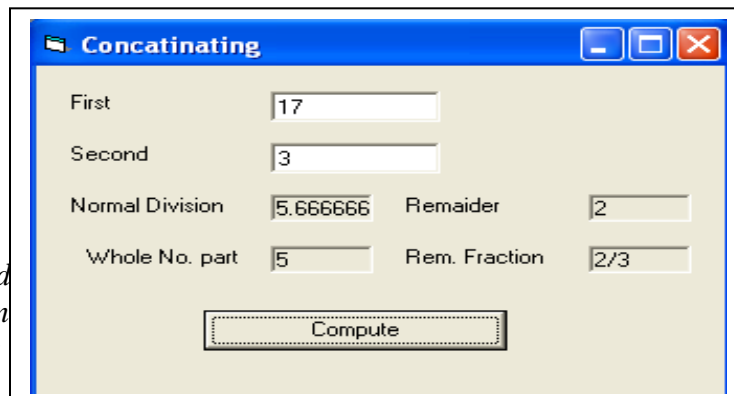 Concatinating
First 17
Second 3
Normal Division 5.666666 Remaider 2
Whole No. part 5 Rem. Fraction 2/3
Compute